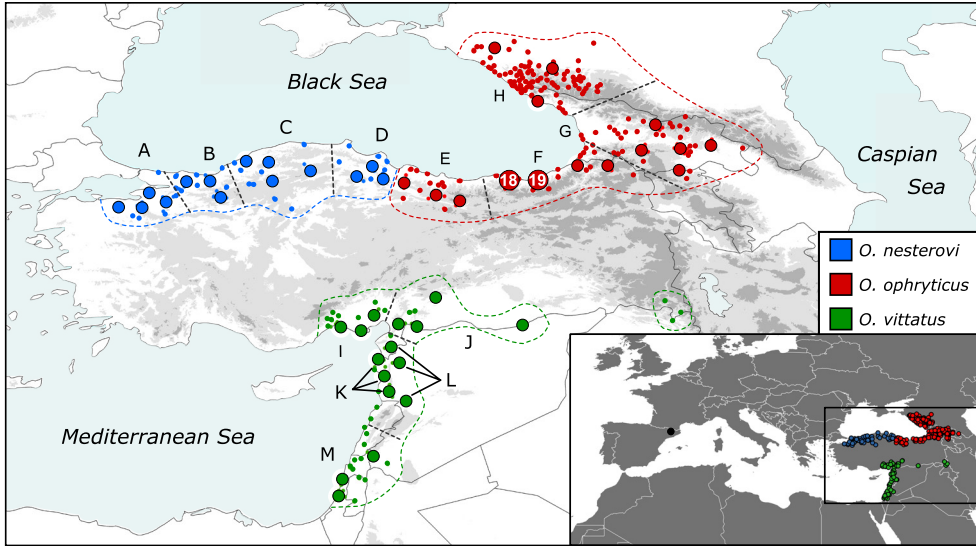 Black Sea
H
C
A
B
D
G
E
F
18
19
Caspian
Sea
O. nesterovi
O. ophryticus
O. vittatus
I
J
K
L
Mediterranean Sea
M